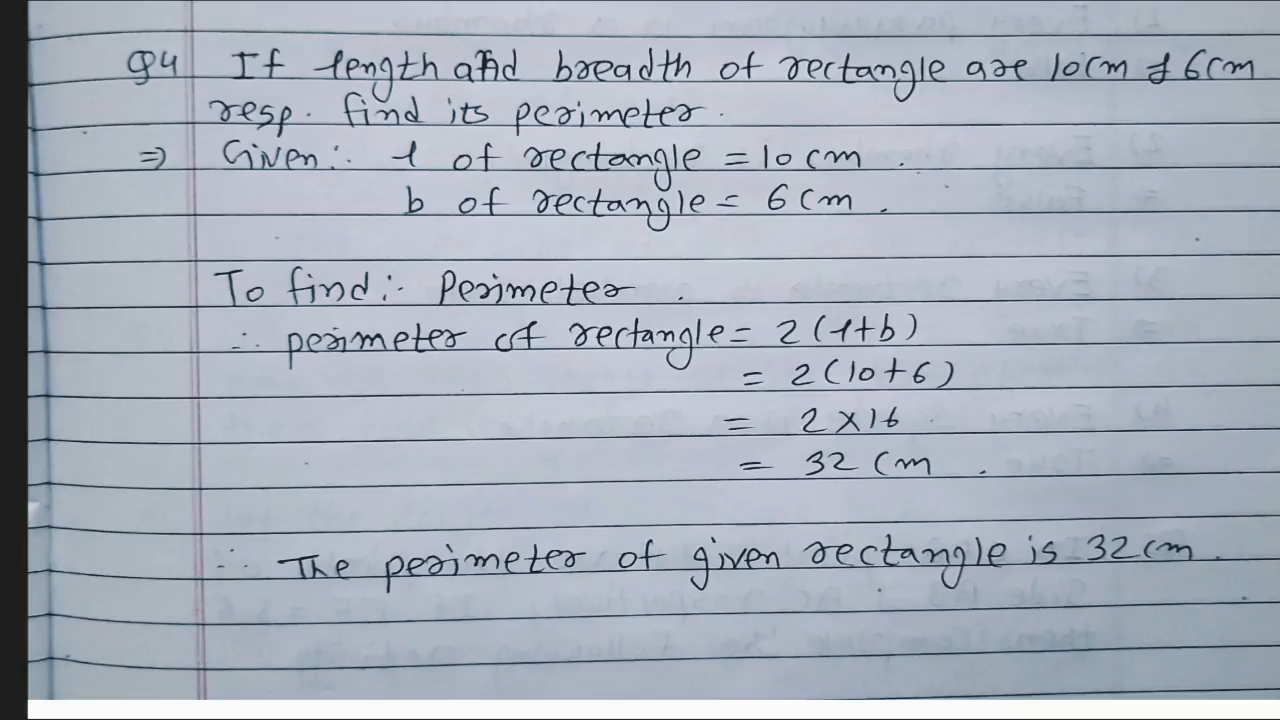 Q4 If length and breadth of rectangle are 10cm & 6cm
resp. find its perimeter.
⇒ Given:- l of rectangle = 10 cm.
b of rectangle = 6 cm.
To find:- Perimeter.
∴ perimeter of rectangle = 2(l+b)
= 2(10+6)
= 2×16
= 32 cm.
∴ The perimeter of given rectangle is 32 cm.